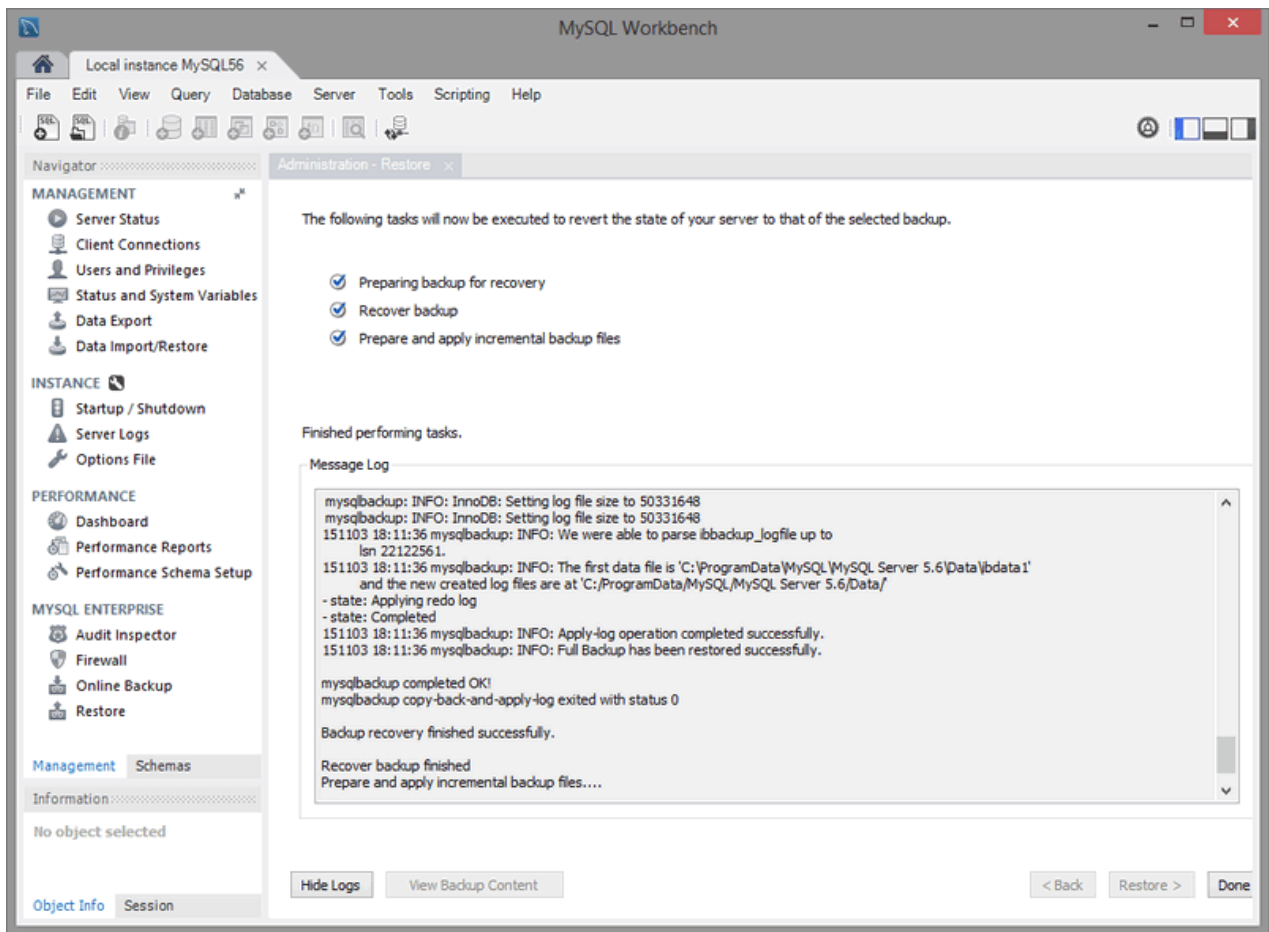 MySQL Workbench
Local instance MySQL56
File Edit View Query Database Server Tools Scripting Help
Navigator
MANAGEMENT
Server Status
Client Connections
Users and Privileges
Status and System Variables
Data Export
Data Import/Restore
INSTANCE
Startup / Shutdown
Server Logs
Options File
PERFORMANCE
Dashboard
Performance Reports
Performance Schema Setup
MYSQL ENTERPRISE
Audit Inspector
Firewall
Online Backup
Restore
Management Schemas
Information
No object selected
Object Info Session
Administration - Restore
The following tasks will now be executed to revert the state of your server to that of the selected backup.
Preparing backup for recovery
Recover backup
Prepare and apply incremental backup files
Finished performing tasks.
Message Log
mysqlbackup: INFO: InnoDB: Setting log file size to 50331648
mysqlbackup: INFO: InnoDB: Setting log file size to 50331648
151103 18:11:36 mysqlbackup: INFO: We were able to parse ibbackup_logfile up to
lsn 22122561.
151103 18:11:36 mysqlbackup: INFO: The first data file is 'C:\ProgramData\MySQL\MySQL Server 5.6\Data\ibdata1'
and the new created log files are at 'C:/ProgramData/MySQL/MySQL Server 5.6/Data/'
- state: Applying redo log
- state: Completed
151103 18:11:36 mysqlbackup: INFO: Apply-log operation completed successfully.
151103 18:11:36 mysqlbackup: INFO: Full Backup has been restored successfully.
mysqlbackup completed OK!
mysqlbackup copy-back-and-apply-log exited with status 0
Backup recovery finished successfully.
Recover backup finished
Prepare and apply incremental backup files....
Hide Logs View Backup Content < Back Restore > Done